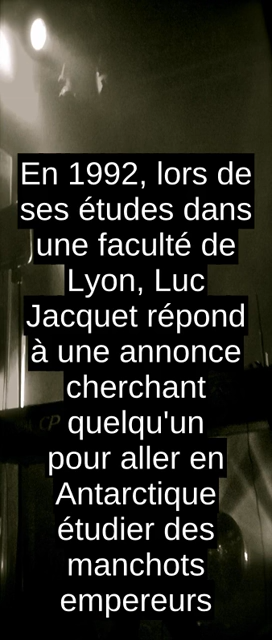 En 1992, lors de
ses études dans
une faculté de
Lyon, Luc
Jacquet répond
à une annonce
cherchant
quelqu'un
pour aller en
Antarctique
étudier des
manchots
empereurs